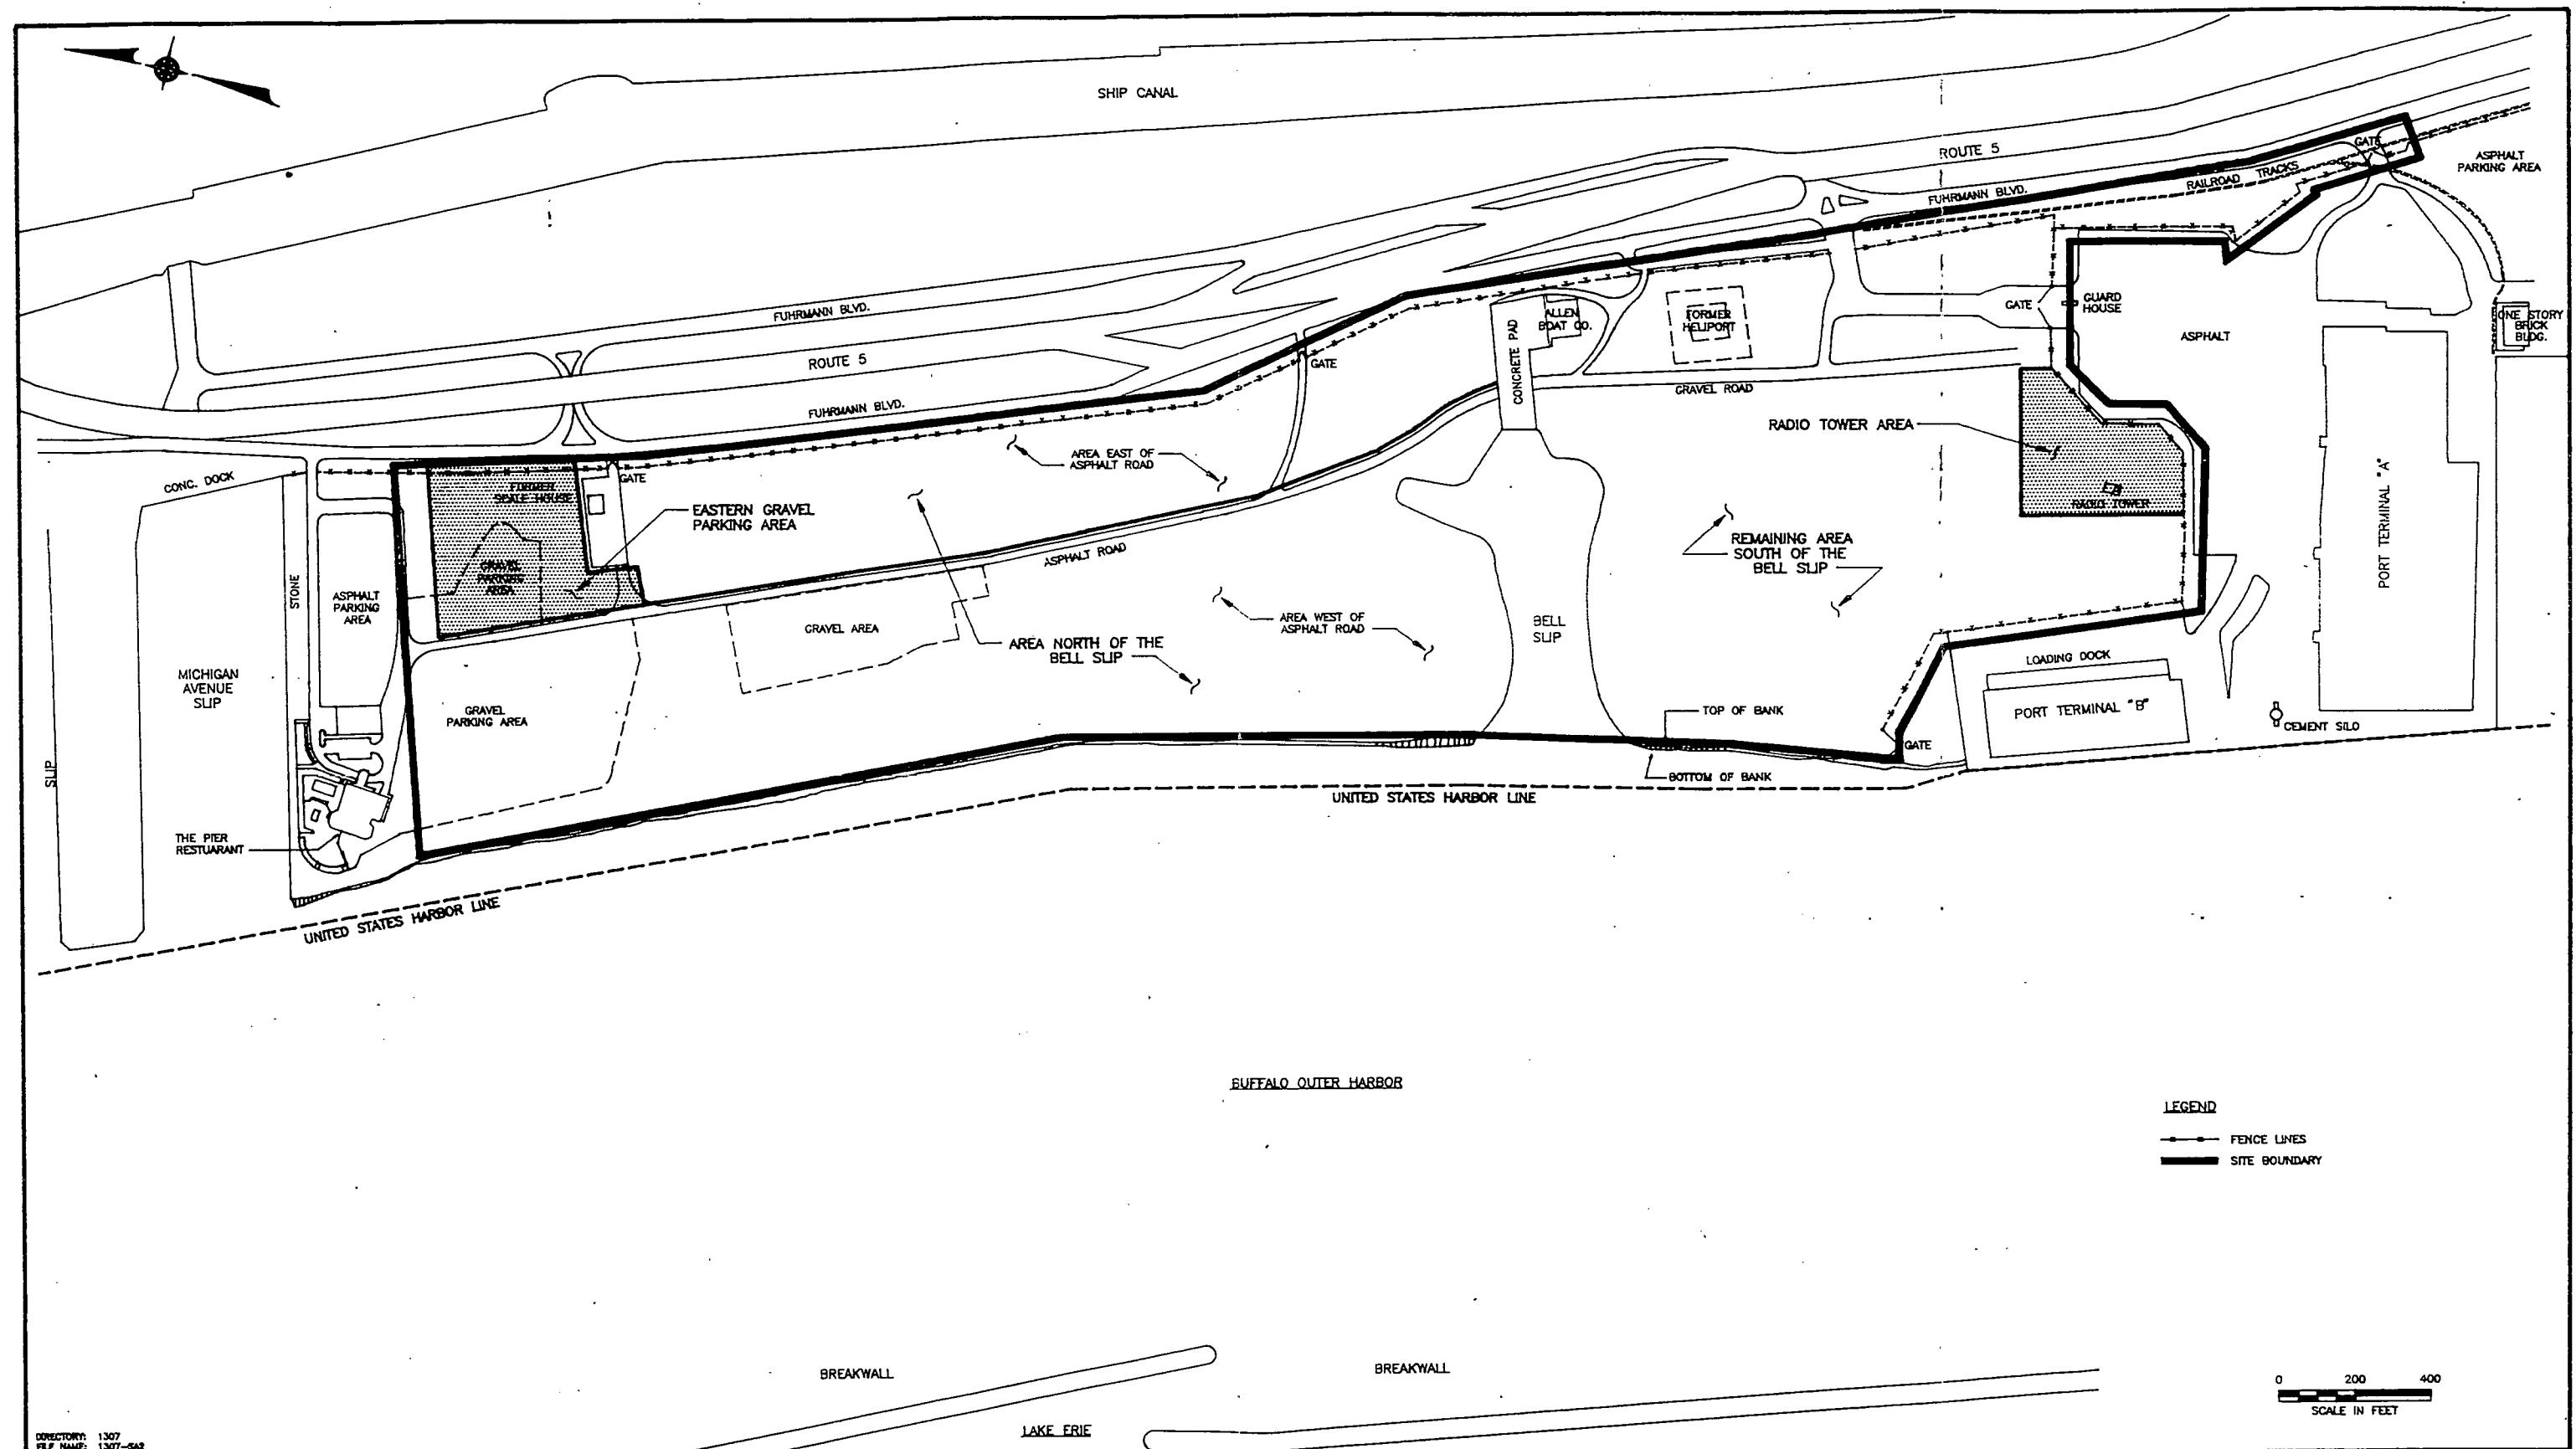 SHIP CANAL
ROUTE 5
GATE
ASPHALT
PARKING AREA
RAILROAD TRACKS
FUHRMANN BLVD.
FUHRMANN BLVD.
ROUTE 5
FUHRMANN BLVD.
GATE
CONCRETE PAD
ALLEN
BOAT CO.
FORMER
HELIPORT
GATE
GUARD
HOUSE
ASPHALT
ONE STORY
BRICK
BLDG.
GRAVEL ROAD
RADIO TOWER AREA
RADIO TOWER
PORT TERMINAL "A"
CONC. DOCK
FORMER
SCALE HOUSE
GATE
AREA EAST OF
ASPHALT ROAD
EASTERN GRAVEL
PARKING AREA
ASPHALT ROAD
GRAVEL
PARKING
AREA
STONE
ASPHALT
PARKING
AREA
GRAVEL AREA
AREA NORTH OF THE
BELL SLIP
AREA WEST OF
ASPHALT ROAD
BELL
SLIP
REMAINING AREA
SOUTH OF THE
BELL SLIP
MICHIGAN
AVENUE
SLIP
GRAVEL
PARKING AREA
SLIP
TOP OF BANK
BOTTOM OF BANK
GATE
LOADING DOCK
PORT TERMINAL "B"
CEMENT SILO
THE PIER
RESTUARANT
UNITED STATES HARBOR LINE
UNITED STATES HARBOR LINE
BUFFALO OUTER HARBOR
LEGEND
FENCE LINES
SITE BOUNDARY
BREAKWALL
BREAKWALL
LAKE ERIE
0 200 400
SCALE IN FEET
DIRECTORY: 1307
FILE NAME: 1307-5A2